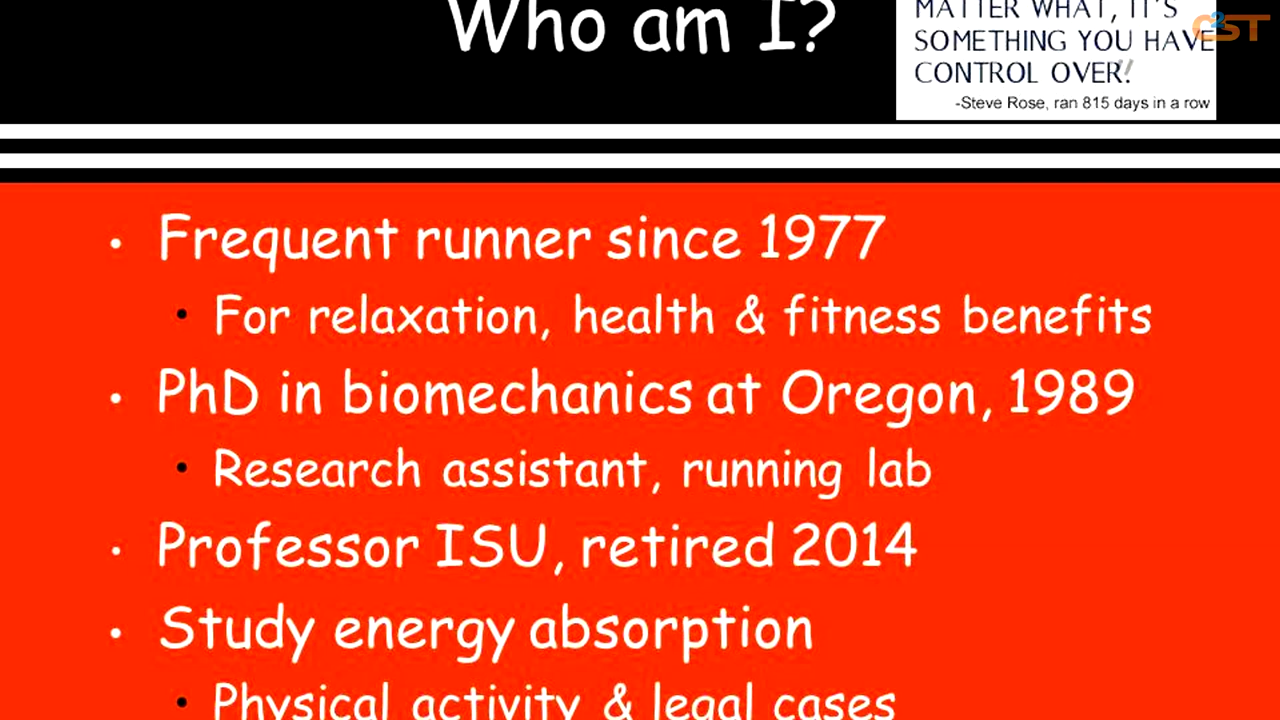 Who am I?
MATTER WHAT, IT'S
SOMETHING YOU HAVE
CONTROL OVER."
-Steve Rose, ran 815 days in a row
C2ST
• Frequent runner since 1977
• For relaxation, health & fitness benefits
• PhD in biomechanics at Oregon, 1989
• Research assistant, running lab
• Professor ISU, retired 2014
• Study energy absorption
• Physical activity & legal cases